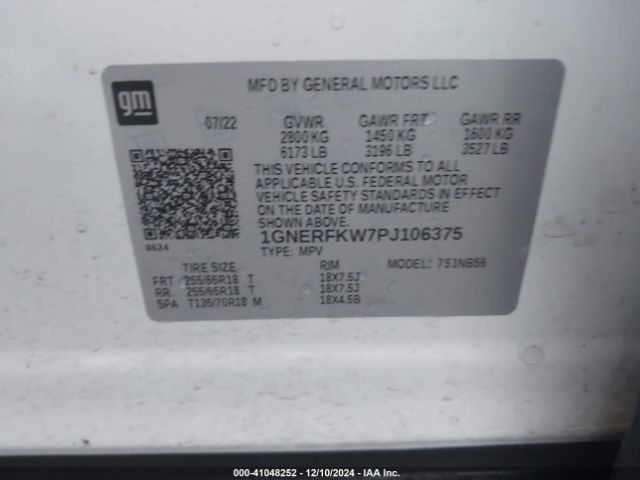 gm
MFD BY GENERAL MOTORS LLC
07/22 GVWR GAWR FRT GAWR RR
2800 KG 1450 KG 1600 KG
6173 LB 3196 LB 3527 LB
THIS VEHICLE CONFORMS TO ALL
APPLICABLE U.S. FEDERAL MOTOR
VEHICLE SAFETY STANDARDS IN EFFECT
ON THE DATE OF MANUFACTURE
SHOWN ABOVE.
8624
1GNERFKW7PJ106375
TYPE: MPV
TIRE SIZE RIM MODEL: 751NB56
FRT 255/65R18 T 18X7.5J
RR 255/65R18 T 18X7.5J
SPA T135/70R18 M 18X4.5B
000-41048252 - 12/10/2024 - IAA Inc.